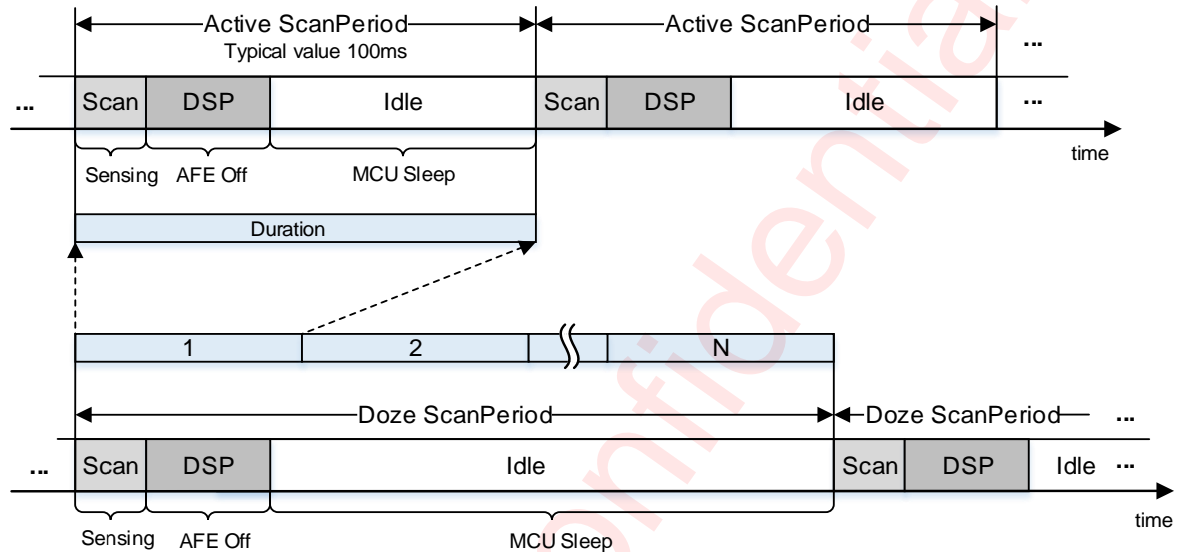 Active ScanPeriod Active ScanPeriod
Typical value 100ms ...
... Scan DSP Idle Scan DSP Idle ...
time
Sensing AFE Off MCU Sleep
Duration
1 2 N
Doze ScanPeriod Doze ScanPeriod ...
... Scan DSP Idle Scan DSP Idle ...
time
Sensing AFE Off MCU Sleep
onfidential